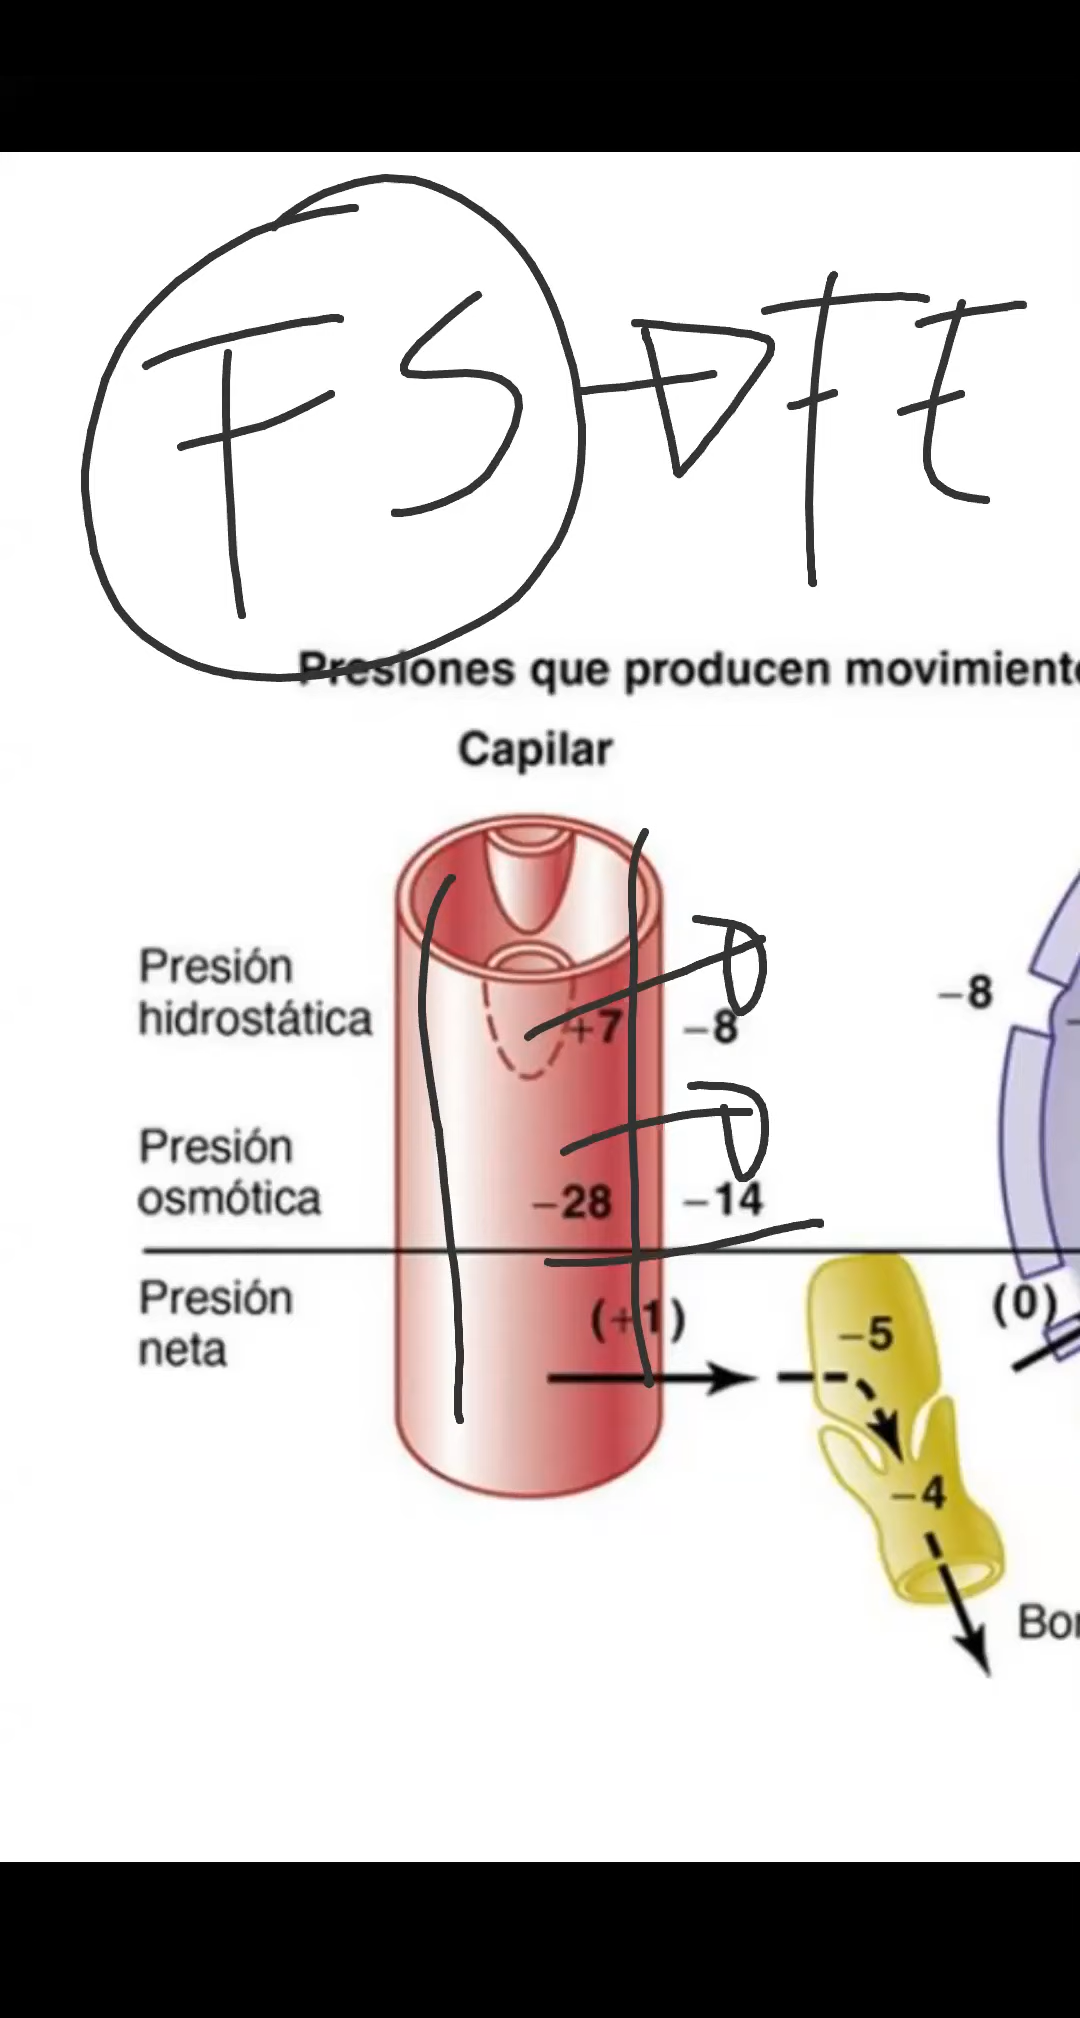 FS → FE
Presiones que producen movimient
Capilar
Presión
hidrostática
+7 -8
-8
Presión
osmótica
-28 -14
Presión
neta
(+1)
-5
(0)
-4
Bo